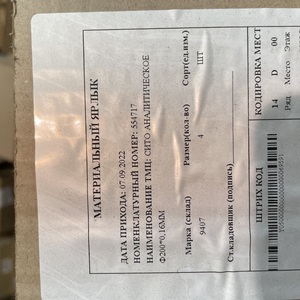 МАТЕРИАЛЬНЫЙ ЯРЛЫК
ДАТА ПРИХОДА: 07.09.2022
НОМЕНКЛАТУРНЫЙ НОМЕР: 554717
НАИМЕНОВАНИЕ ТМЦ: СИТО АНАЛИТИЧЕСКОЕ
Ф200*0,16ММ
Марка (склад) Размер(кол-во) Сорт(ед.изм.)
9407 4 ШТ
Ст.кладовщик (подпись)
ШТРИХ КОД КОДИРОВКА МЕСТ
14 D 00
Ряд Место Этаж